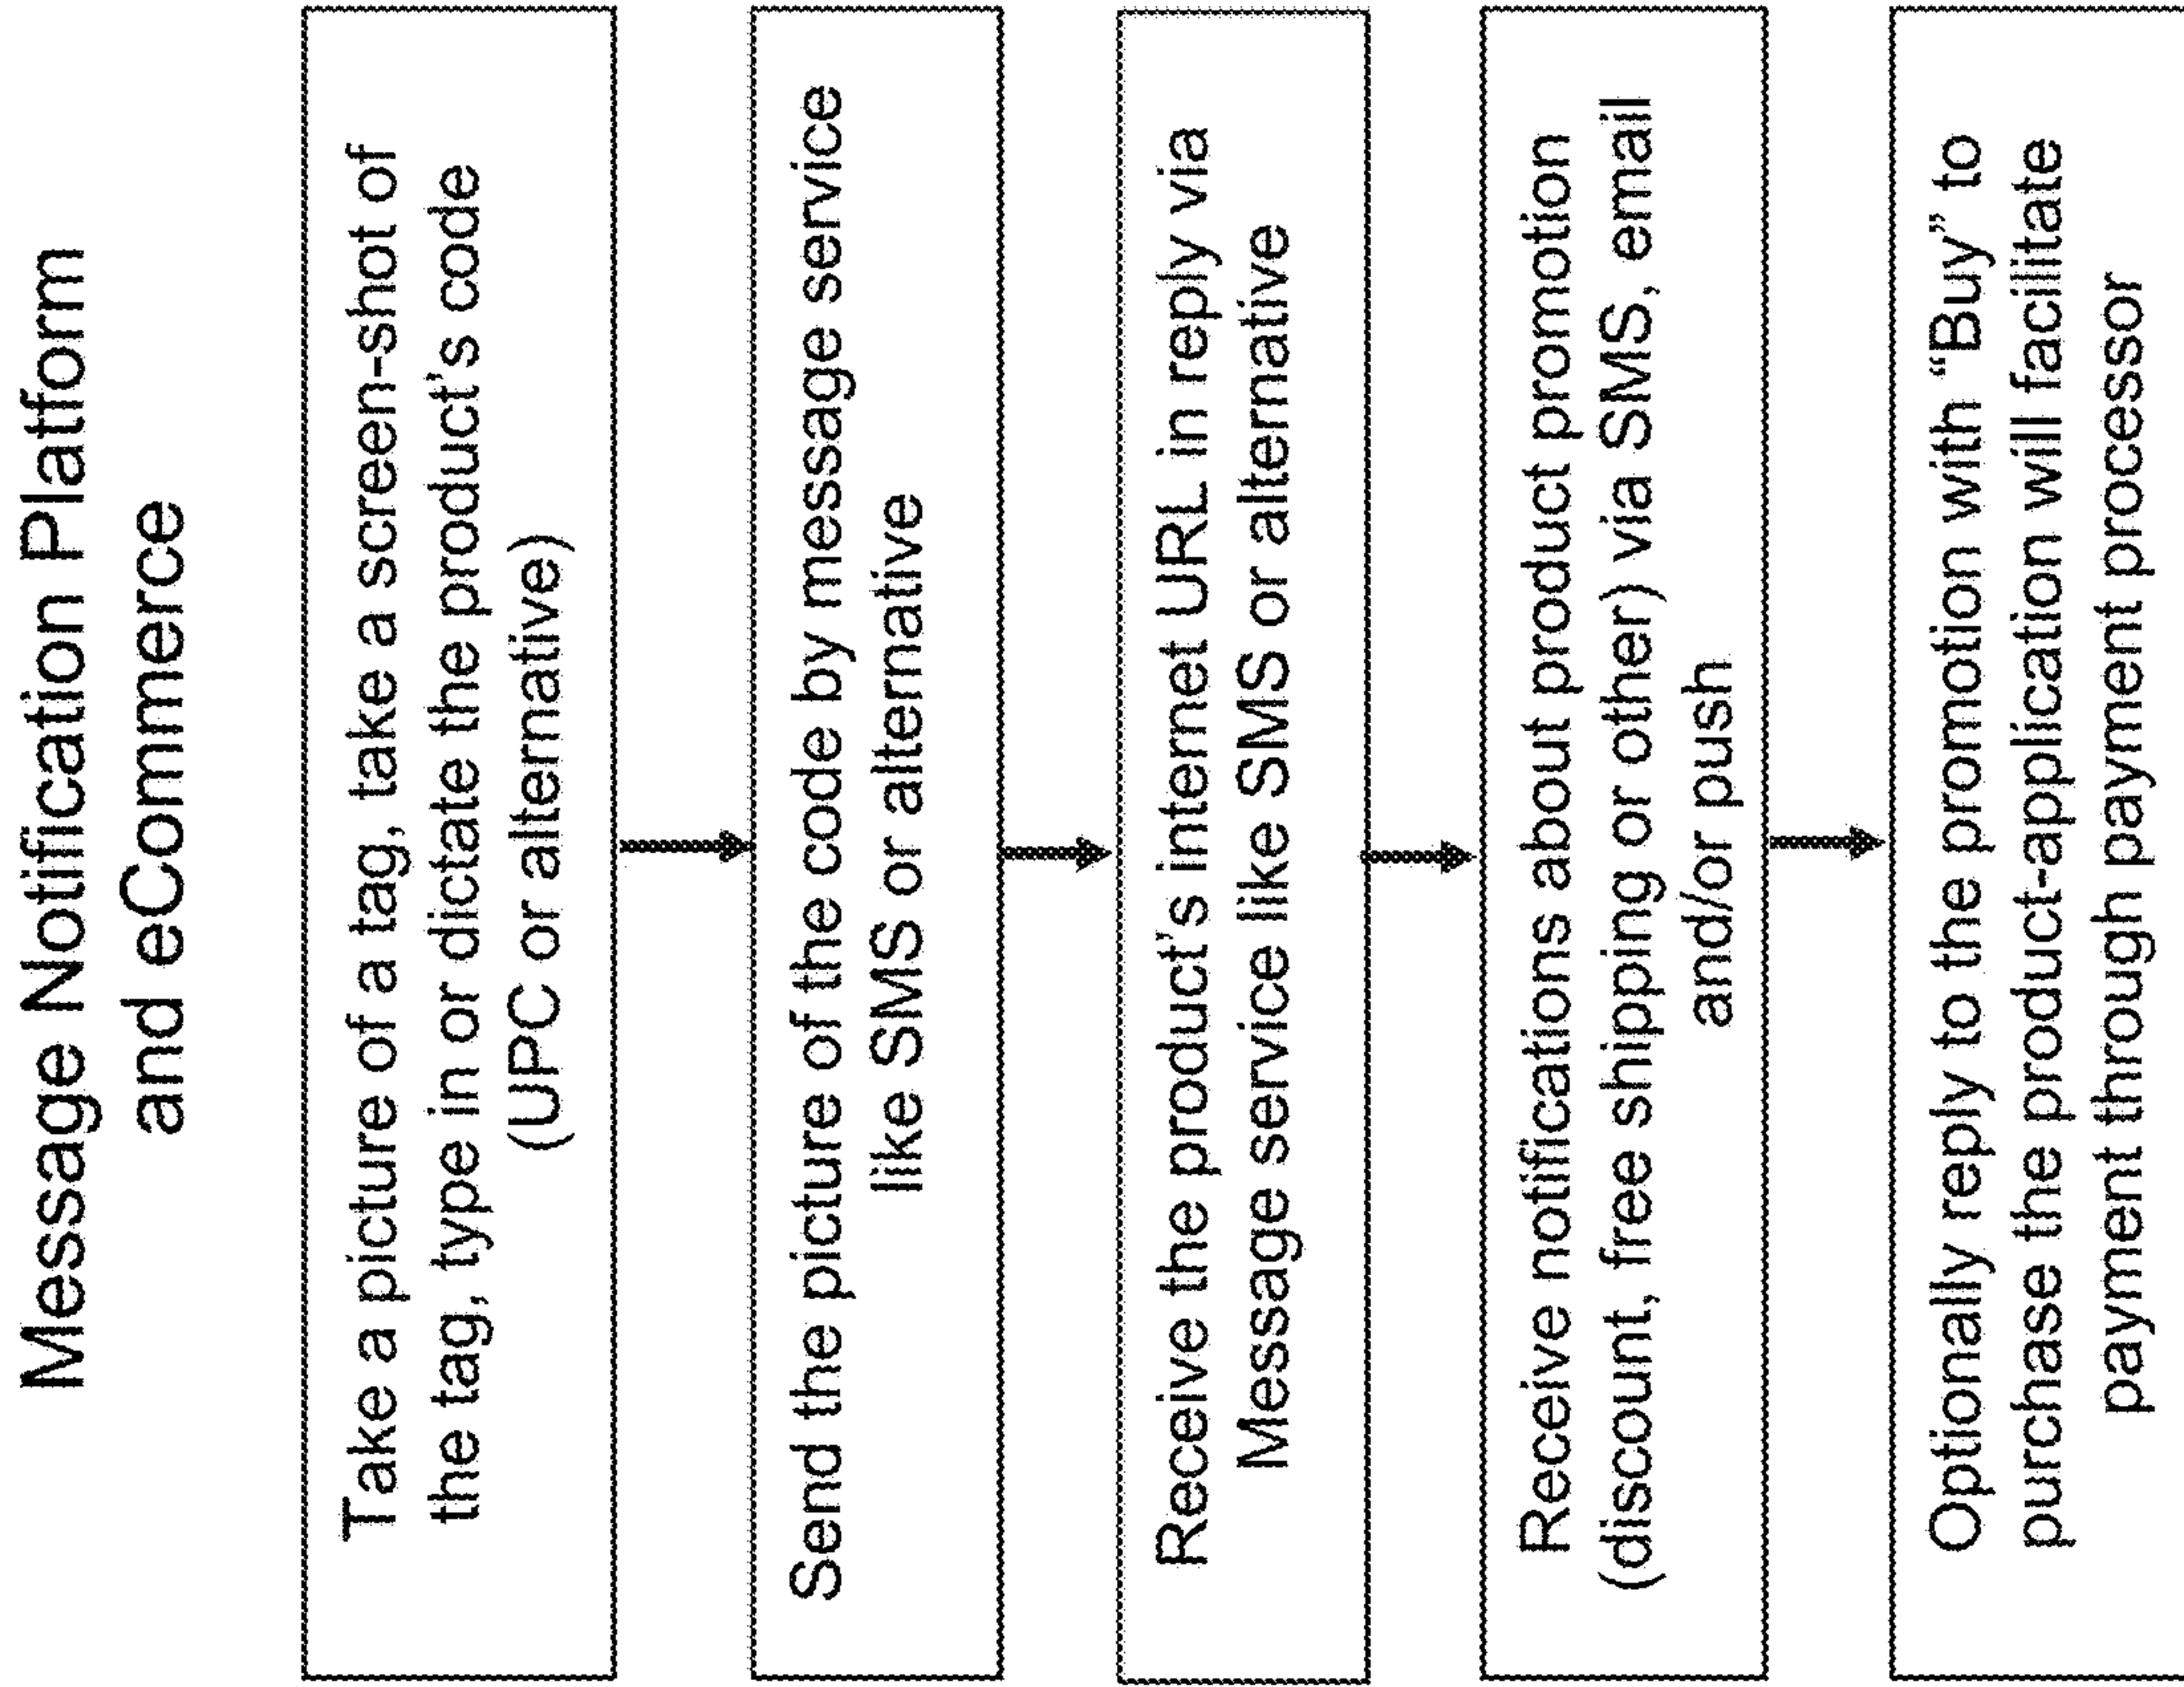 Message Notification Platform
and eCommerce
Take a picture of a tag, take a screen-shot of
the tag, type in or dictate the product's code
(UPC or alternative)
Send the picture of the code by message service
like SMS or alternative
Receive the product's internet URL in reply via
Message service like SMS or alternative
Receive notifications about product promotion
(discount, free shipping or other) via SMS, email
and/or push
Optionally reply to the promotion with “Buy” to
purchase the product-application will facilitate
payment through payment processor